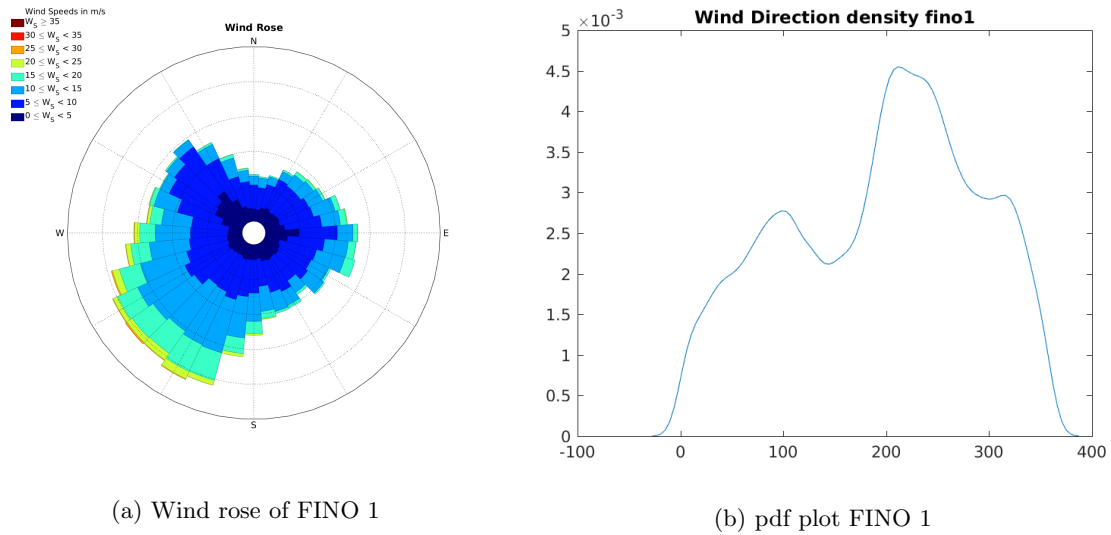 Wind Speeds in m/s
W_S ≥ 35
30 ≤ W_S < 35
25 ≤ W_S < 30
20 ≤ W_S < 25
15 ≤ W_S < 20
10 ≤ W_S < 15
5 ≤ W_S < 10
0 ≤ W_S < 5
Wind Rose
N
W
E
S
(a) Wind rose of FINO 1
Wind Direction density fino1
×10⁻³
5
4.5
4
3.5
3
2.5
2
1.5
1
0.5
0
-100 0 100 200 300 400
(b) pdf plot FINO 1